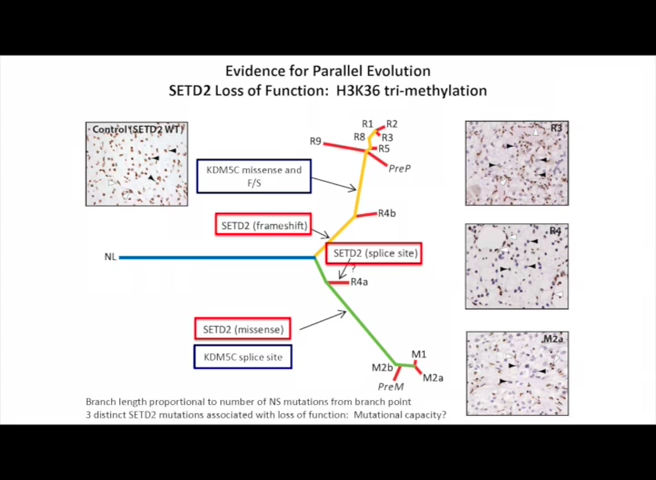 Evidence for Parallel Evolution
SETD2 Loss of Function: H3K36 tri-methylation
Control (SETD2 WT)
R1
R2
R3
R8
R5
R9
PreP
R3
KDM5C missense and
F/S
R4b
SETD2 (frameshift)
SETD2 (splice site)
?
NL
R4a
R4
SETD2 (missense)
KDM5C splice site
M1
M2b
M2a
PreM
M2a
Branch length proportional to number of NS mutations from branch point
3 distinct SETD2 mutations associated with loss of function: Mutational capacity?